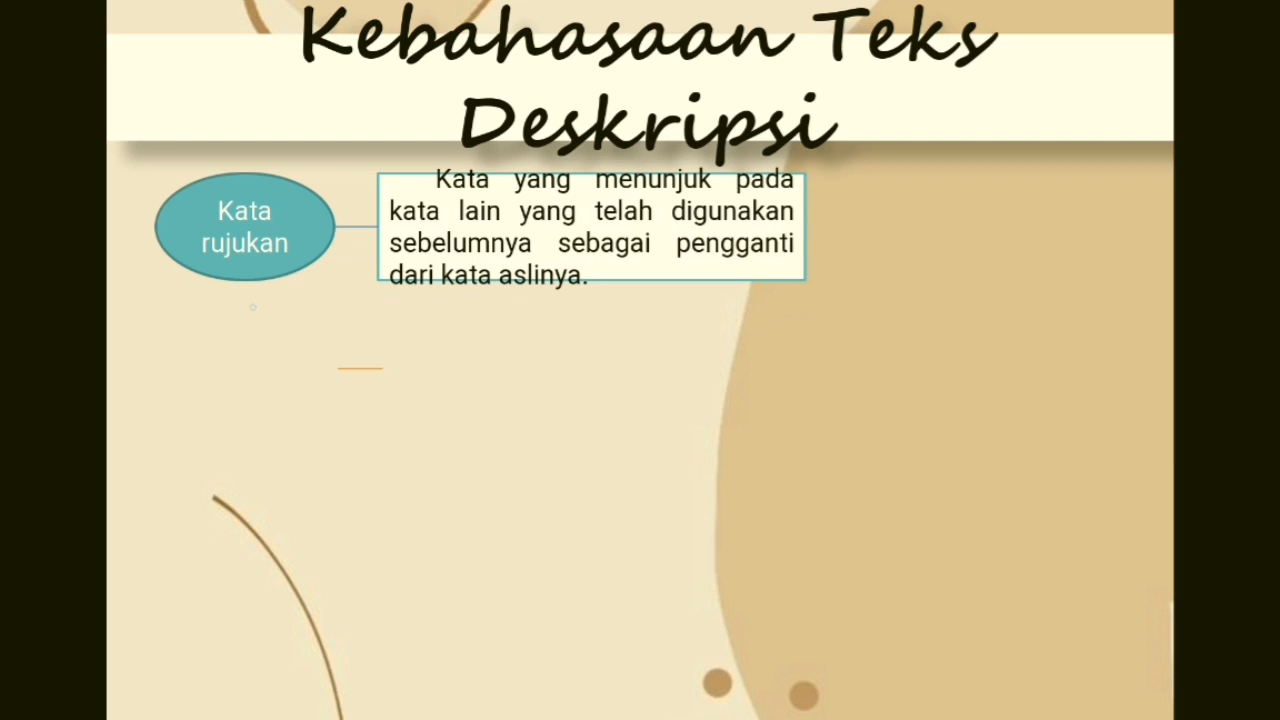 Kebahasaan Teks
Deskripsi
Kata
rujukan
Kata yang menunjuk pada
kata lain yang telah digunakan
sebelumnya sebagai pengganti
dari kata aslinya.